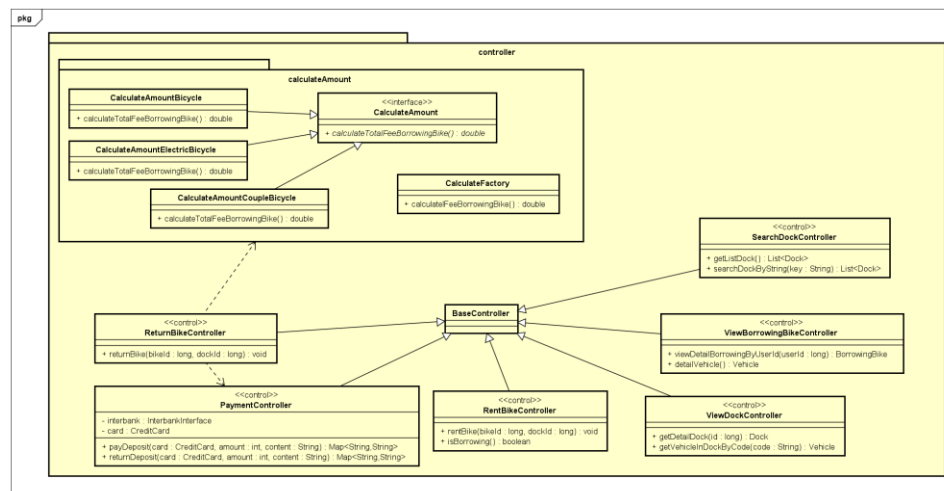 pkg
controller
calculateAmount
CalculateAmountBicycle
+ calculateTotalFeeBorrowingBike() : double
<<interface>>
CalculateAmount
+ calculateTotalFeeBorrowingBike() : double
CalculateAmountElectricBicycle
+ calculateTotalFeeBorrowingBike() : double
CalculateAmountCoupleBicycle
+ calculateTotalFeeBorrowingBike() : double
CalculateFactory
+ calculatelFeeBorrowingBike() : double
<<control>>
SearchDockController
+ getListDock() : List<Dock>
+ searchDockByString(key : String) : List<Dock>
<<control>>
ReturnBikeController
+ returnBike(bikeId : long, dockId : long) : void
BaseController
<<control>>
ViewBorrowingBikeController
+ viewDetailBorrowingByUserId(userId : long) : BorrowingBike
+ detailVehicle() : Vehicle
<<control>>
PaymentController
- interbank : InterbankInterface
- card : CreditCard
+ payDeposit(card : CreditCard, amount : int, content : String) : Map<String,String>
+ returnDeposit(card : CreditCard, amount : int, content : String) : Map<String,String>
<<control>>
RentBikeController
+ rentBike(bikeId : long, dockId : long) : void
+ isBorrowing() : boolean
<<control>>
ViewDockController
+ getDetailDock(id : long) : Dock
+ getVehicleInDockByCode(code : String) : Vehicle